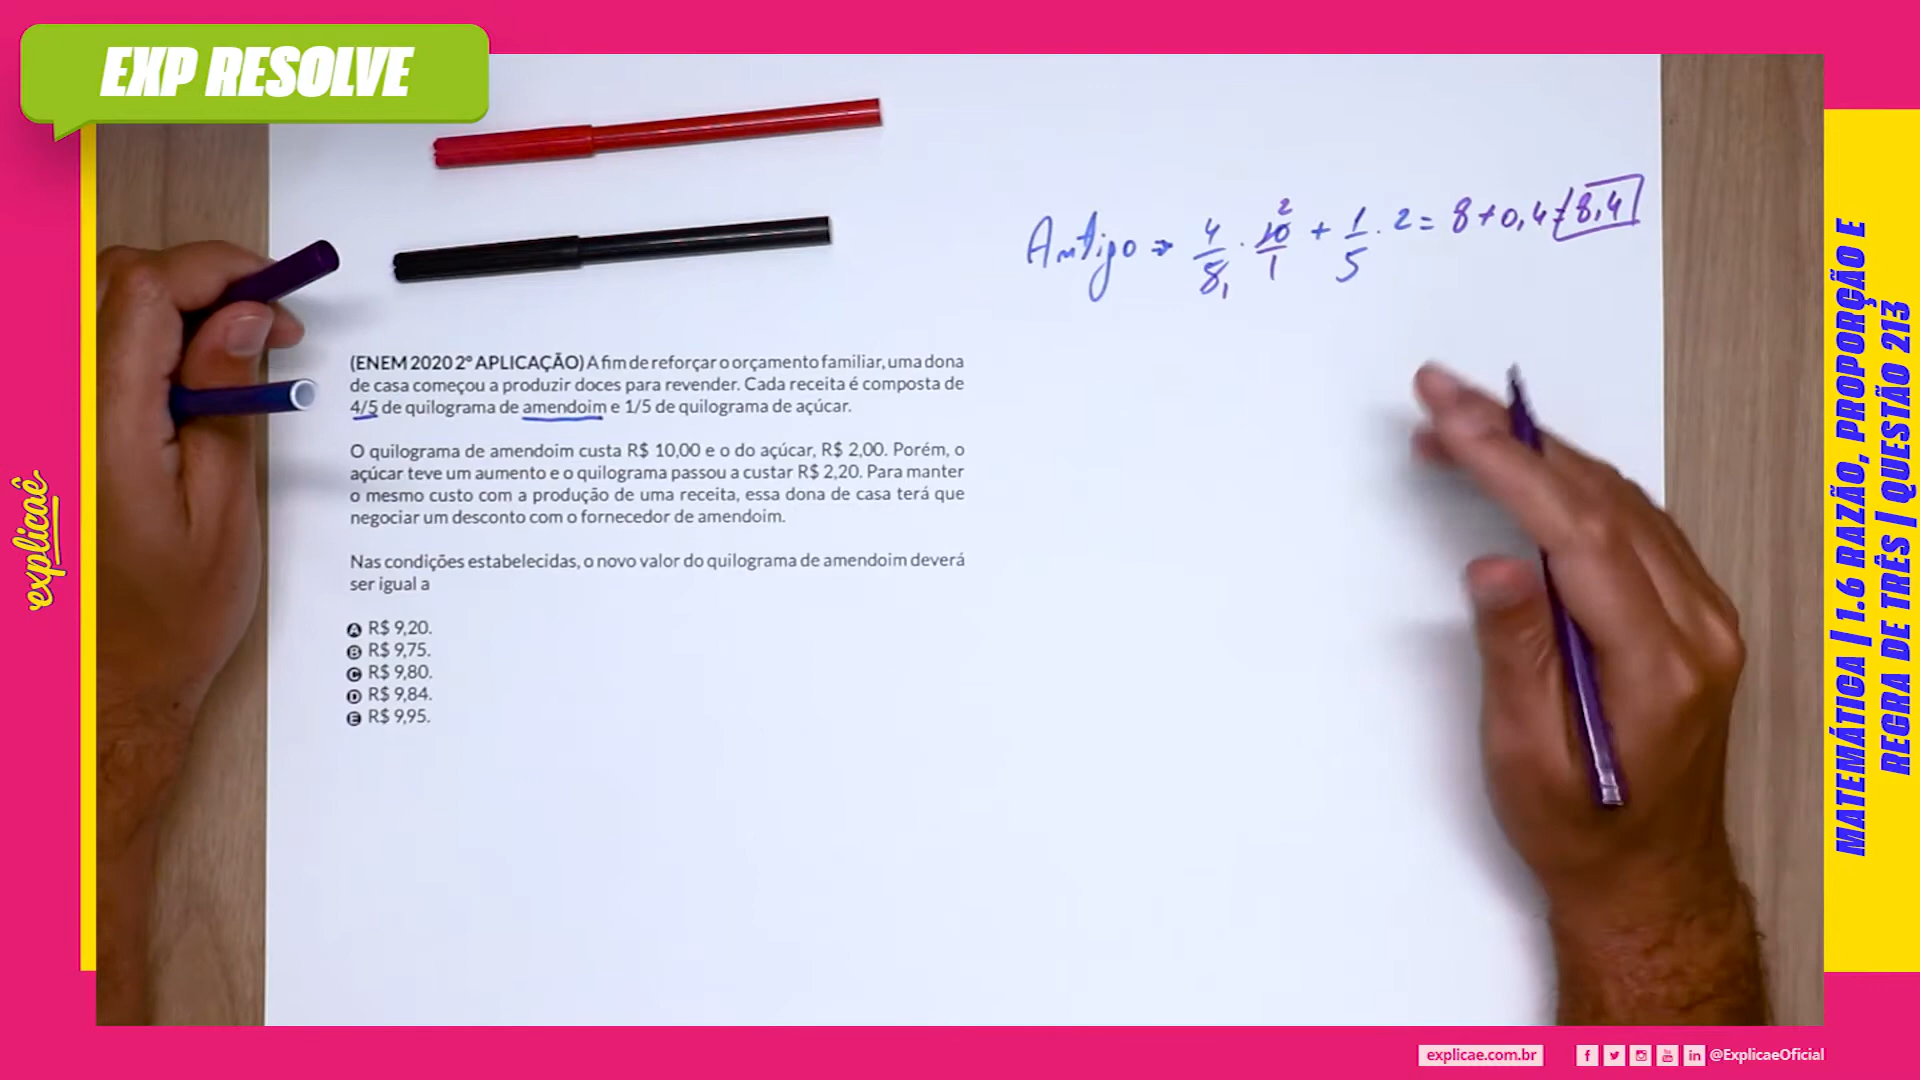 EXP RESOLVE
Antigo → 4/5 · 10/1 + 1/5 · 2 = 8 + 0,4 = 8,4
2
1
(ENEM 2020 2ª APLICAÇÃO) A fim de reforçar o orçamento familiar, uma dona
de casa começou a produzir doces para revender. Cada receita é composta de
4/5 de quilograma de amendoim e 1/5 de quilograma de açúcar.
O quilograma de amendoim custa R$ 10,00 e o do açúcar, R$ 2,00. Porém, o
açúcar teve um aumento e o quilograma passou a custar R$ 2,20. Para manter
o mesmo custo com a produção de uma receita, essa dona de casa terá que
negociar um desconto com o fornecedor de amendoim.
Nas condições estabelecidas, o novo valor do quilograma de amendoim deverá
ser igual a
A R$ 9,20.
B R$ 9,75.
C R$ 9,80.
D R$ 9,84.
E R$ 9,95.
explicaê
MATEMÁTICA | 1.6 RAZÃO, PROPORÇÃO E
REGRA DE TRÊS | QUESTÃO 213
explicae.com.br
@ExplicaeOficial